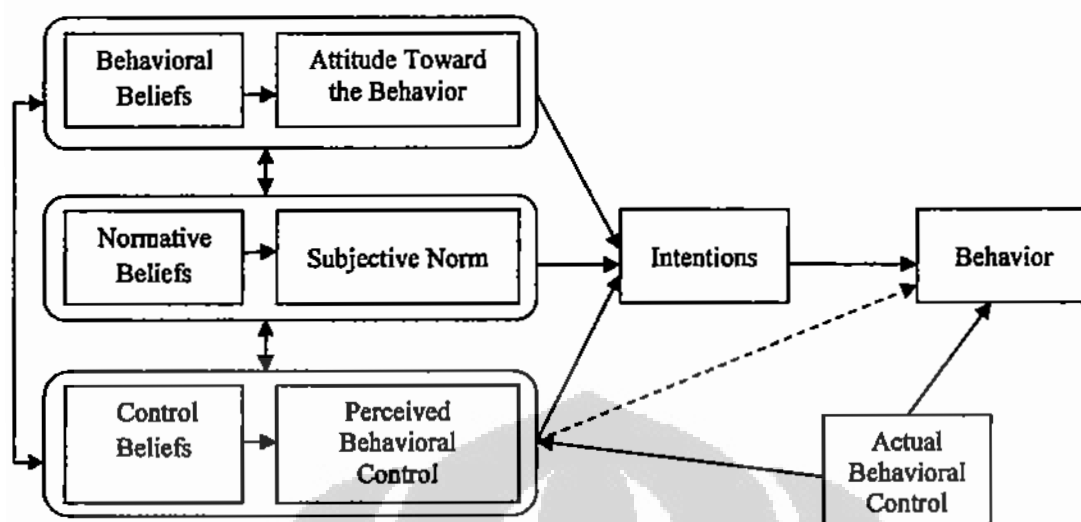 Behavioral
Beliefs
Attitude Toward
the Behavior
Normative
Beliefs
Subjective Norm
Intentions
Behavior
Control
Beliefs
Perceived
Behavioral
Control
Actual
Behavioral
Control